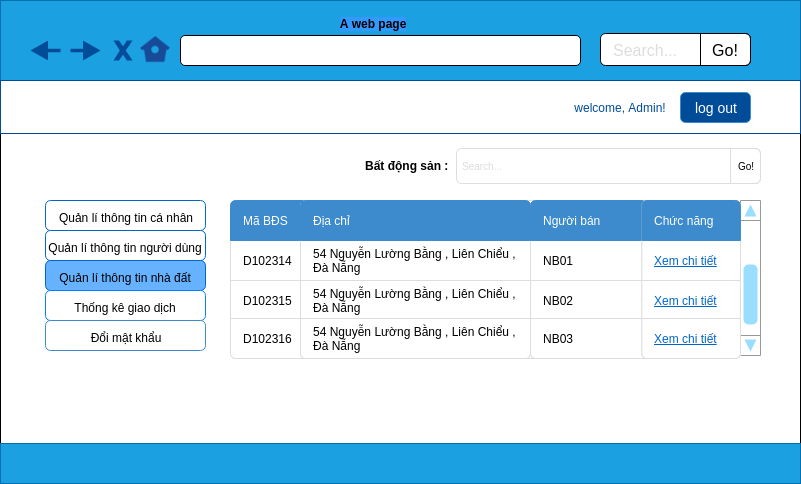 A web page
X
Search...
Go!
welcome, Admin!
log out
Bất động sản :
Search...
Go!
Quản lí thông tin cá nhân
Quản lí thông tin người dùng
Quản lí thông tin nhà đất
Thống kê giao dịch
Đổi mật khẩu
Mã BĐS Địa chỉ Người bán Chức năng
D102314 54 Nguyễn Lường Bằng , Liên Chiểu , NB01 Xem chi tiết
Đà Nẵng
D102315 54 Nguyễn Lường Bằng , Liên Chiểu , NB02 Xem chi tiết
Đà Nẵng
D102316 54 Nguyễn Lường Bằng , Liên Chiểu , NB03 Xem chi tiết
Đà Nẵng